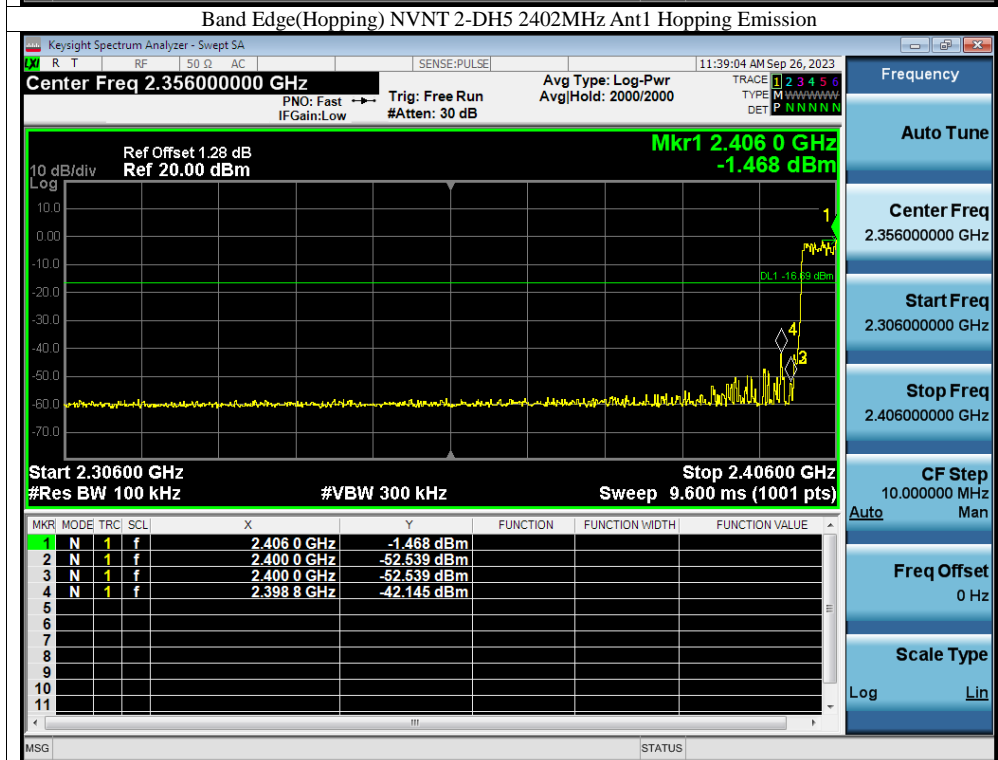 Band Edge(Hopping) NVNT 2-DH5 2402MHz Ant1 Hopping Emission
Keysight Spectrum Analyzer - Swept SA
LXI R T RF 50 Ω AC SENSE:PULSE 11:39:04 AM Sep 26, 2023
Center Freq 2.356000000 GHz
PNO: Fast
IFGain:Low
Trig: Free Run
#Atten: 30 dB
Avg Type: Log-Pwr
Avg|Hold: 2000/2000
TRACE 1 2 3 4 5 6
TYPE M W W W W W
DET P N N N N N
Mkr1 2.406 0 GHz
-1.468 dBm
Ref Offset 1.28 dB
10 dB/div Ref 20.00 dBm
Log
10.0
0.00
-10.0
-20.0
-30.0
-40.0
-50.0
-60.0
-70.0
1
DL1 -16.69 dBm
4
3
Start 2.30600 GHz Stop 2.40600 GHz
#Res BW 100 kHz #VBW 300 kHz Sweep 9.600 ms (1001 pts)
MKR MODE TRC SCL X Y FUNCTION FUNCTION WIDTH FUNCTION VALUE
1 N 1 f 2.406 0 GHz -1.468 dBm
2 N 1 f 2.400 0 GHz -52.539 dBm
3 N 1 f 2.400 0 GHz -52.539 dBm
4 N 1 f 2.398 8 GHz -42.145 dBm
5
6
7
8
9
10
11
MSG STATUS
Frequency
Auto Tune
Center Freq
2.356000000 GHz
Start Freq
2.306000000 GHz
Stop Freq
2.406000000 GHz
CF Step
10.000000 MHz
Auto Man
Freq Offset
0 Hz
Scale Type
Log Lin